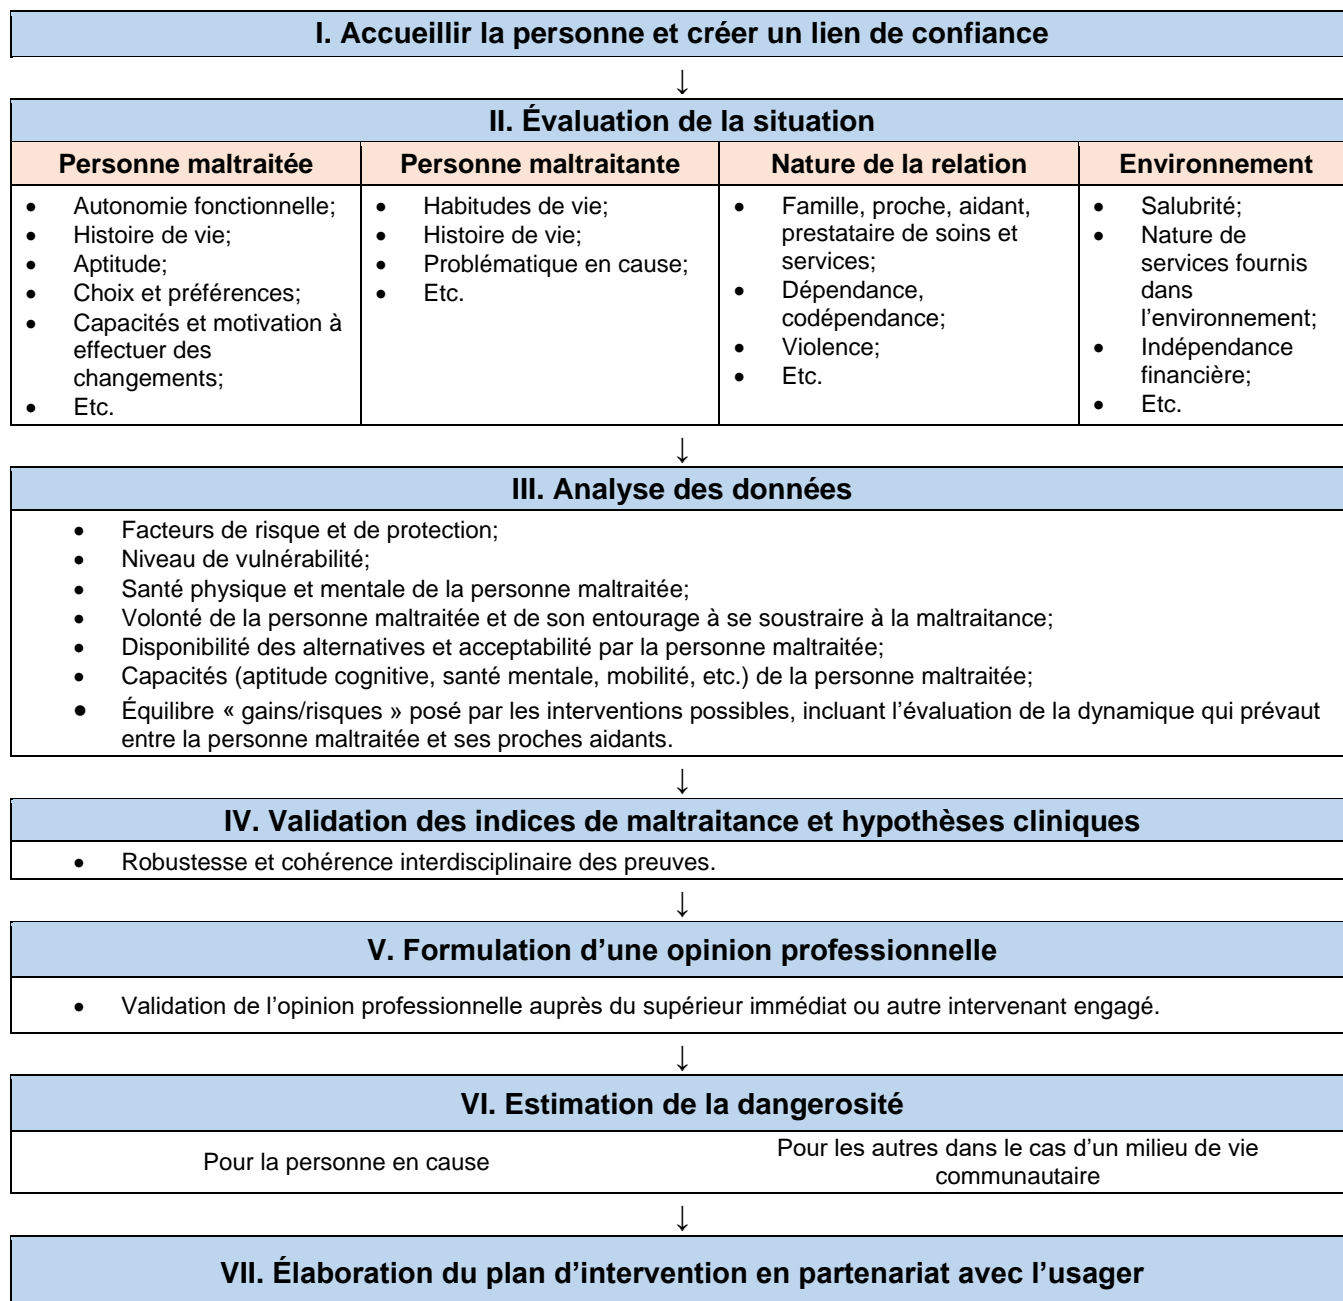 I. Accueillir la personne et créer un lien de confiance
↓
II. Évaluation de la situation
Personne maltraitée
• Autonomie fonctionnelle;
• Histoire de vie;
• Aptitude;
• Choix et préférences;
• Capacités et motivation à
effectuer des
changements;
• Etc.
Personne maltraitante
• Habitudes de vie;
• Histoire de vie;
• Problématique en cause;
• Etc.
Nature de la relation
• Famille, proche, aidant,
prestataire de soins et
services;
• Dépendance,
codépendance;
• Violence;
• Etc.
Environnement
• Salubrité;
• Nature de
services fournis
dans
l’environnement;
• Indépendance
financière;
• Etc.
↓
III. Analyse des données
• Facteurs de risque et de protection;
• Niveau de vulnérabilité;
• Santé physique et mentale de la personne maltraitée;
• Volonté de la personne maltraitée et de son entourage à se soustraire à la maltraitance;
• Disponibilité des alternatives et acceptabilité par la personne maltraitée;
• Capacités (aptitude cognitive, santé mentale, mobilité, etc.) de la personne maltraitée;
• Équilibre « gains/risques » posé par les interventions possibles, incluant l’évaluation de la dynamique qui prévaut
entre la personne maltraitée et ses proches aidants.
↓
IV. Validation des indices de maltraitance et hypothèses cliniques
• Robustesse et cohérence interdisciplinaire des preuves.
↓
V. Formulation d’une opinion professionnelle
• Validation de l’opinion professionnelle auprès du supérieur immédiat ou autre intervenant engagé.
↓
VI. Estimation de la dangerosité
Pour la personne en cause
Pour les autres dans le cas d’un milieu de vie
communautaire
↓
VII. Élaboration du plan d’intervention en partenariat avec l’usager